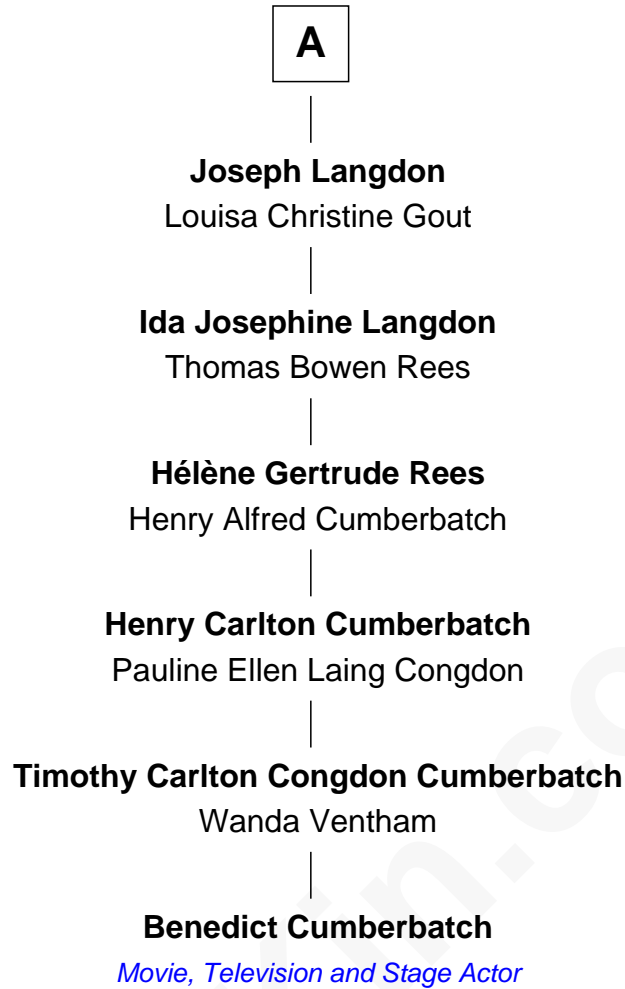 A
Joseph Langdon
Louisa Christine Gout
Ida Josephine Langdon
Thomas Bowen Rees
Hélène Gertrude Rees
Henry Alfred Cumberbatch
Henry Carlton Cumberbatch
Pauline Ellen Laing Congdon
Timothy Carlton Congdon Cumberbatch
Wanda Ventham
Benedict Cumberbatch
Movie, Television and Stage Actor